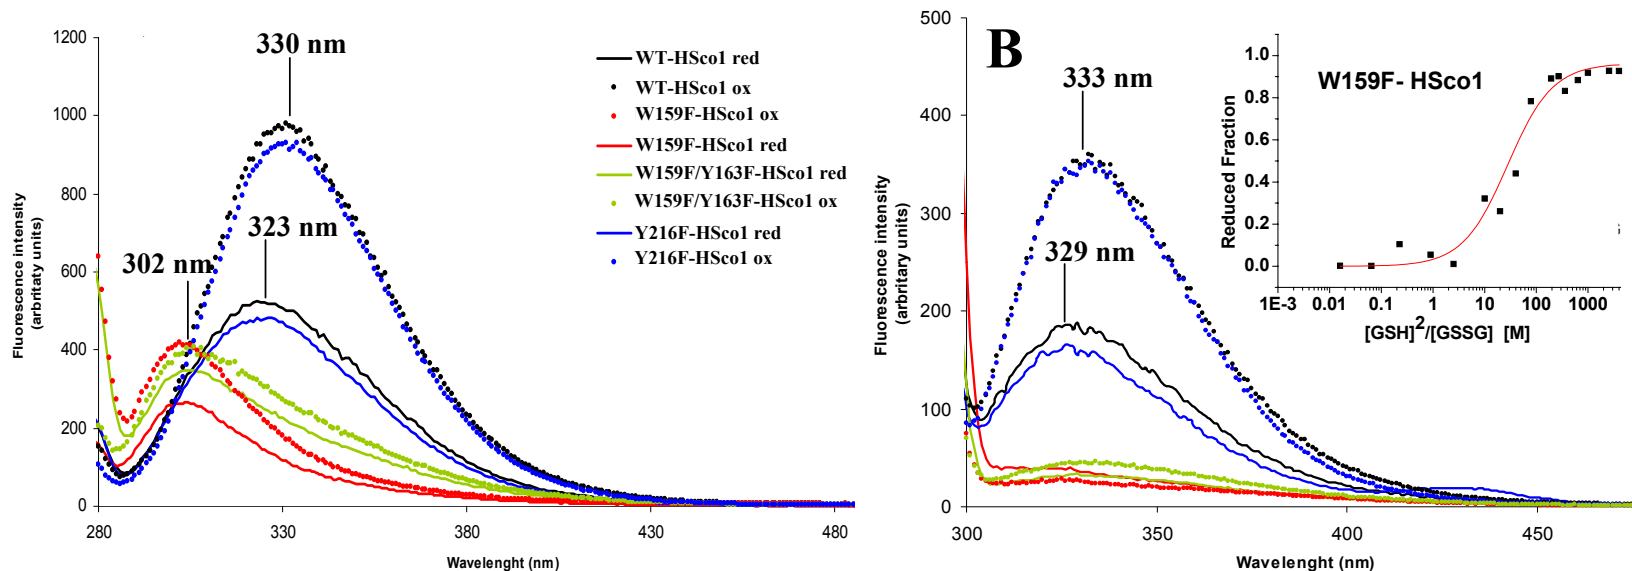 1200
1000
800
600
400
200
0
280
330
380
430
480
Fluorescence intensity
(arbritaty units)
Wavelenght (nm)
330 nm
323 nm
302 nm
WT-HSco1 red
WT-HSco1 ox
W159F-HSco1 ox
W159F-HSco1 red
W159F/Y163F-HSco1 red
W159F/Y163F-HSco1 ox
Y216F-HSco1 red
Y216F-HSco1 ox
B
500
400
300
200
100
0
300
350
400
450
Fluorescence intensity
(arbritary units)
Wavelenght (nm)
333 nm
329 nm
W159F- HSco1
1.0
0.8
0.6
0.4
0.2
0.0
1E-3
0.01
0.1
1
10
100
1000
Reduced Fraction
[GSH]²/[GSSG] [M]